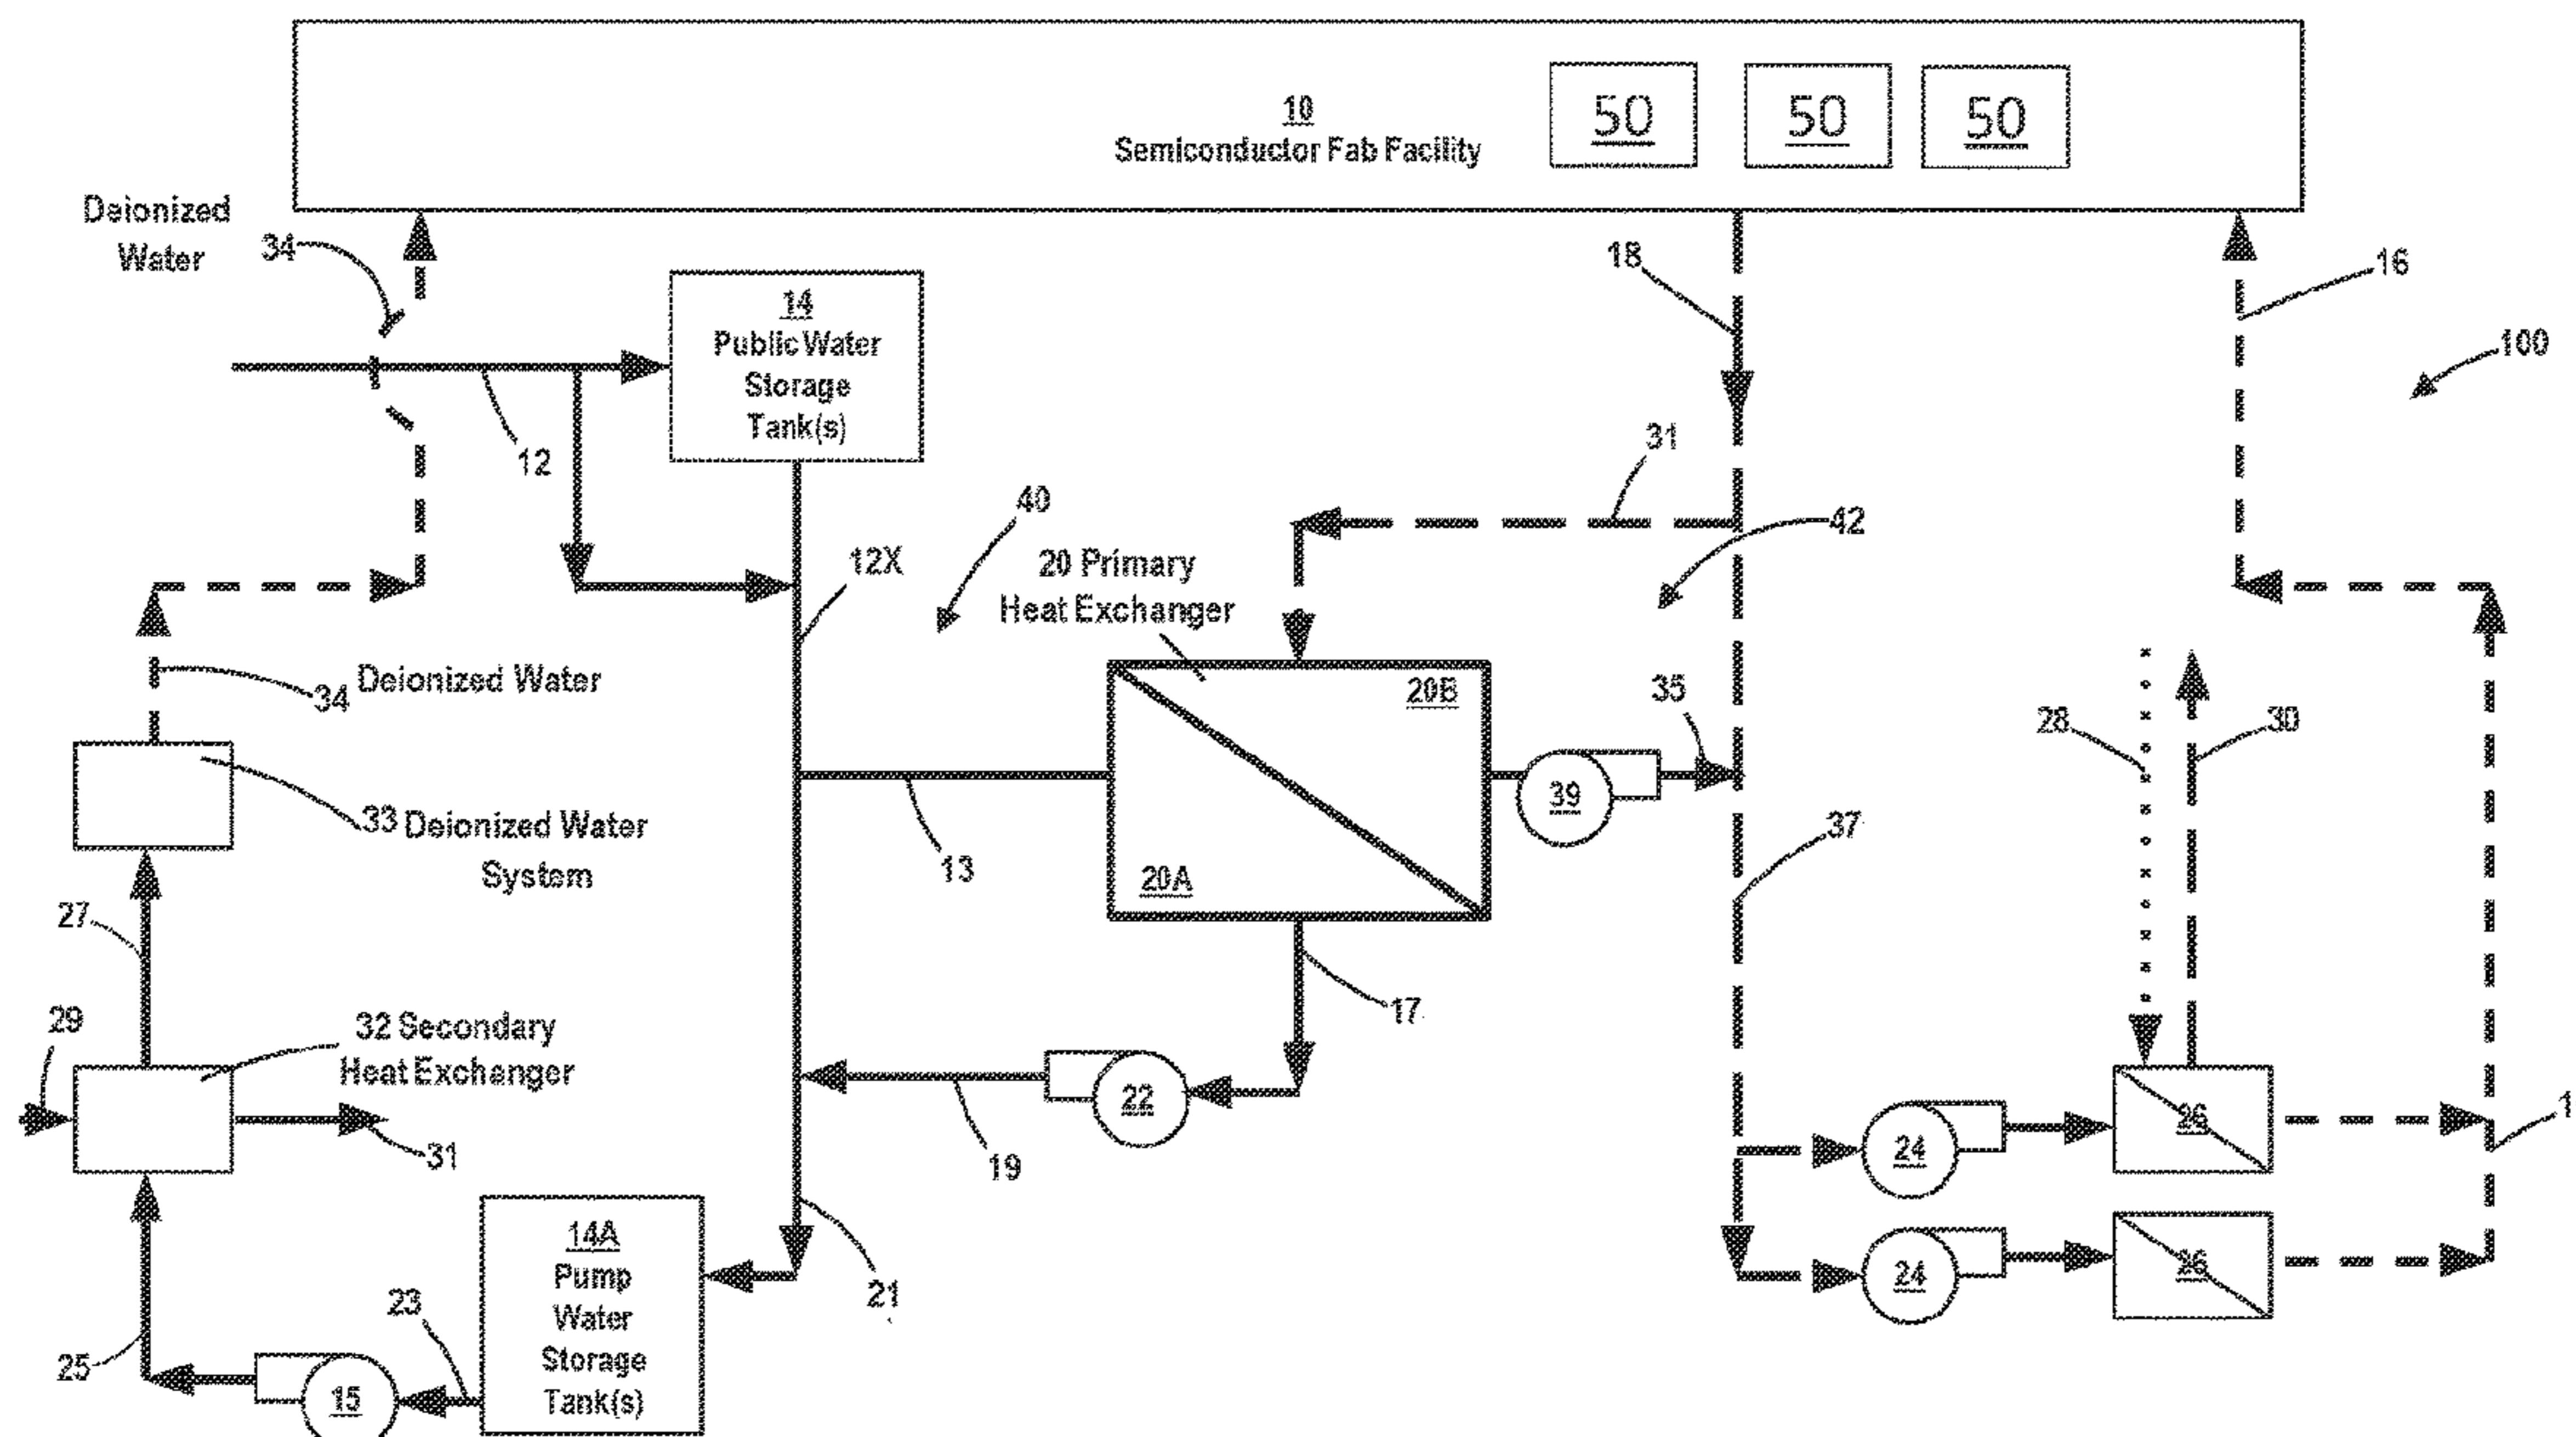 10
Semiconductor Fab Facility
50
50
50
Deionized
Water
34
18
16
100
14
Public Water
Storage
Tank(s)
12
31
40
42
12X
20 Primary
Heat Exchanger
34 Deionized Water
20B
35
28
30
33 Deionized Water
System
13
20A
39
37
27
17
29
32 Secondary
Heat Exchanger
31
22
19
24
26
1
14A
Pump
Water
Storage
Tank(s)
21
24
26
23
25
15